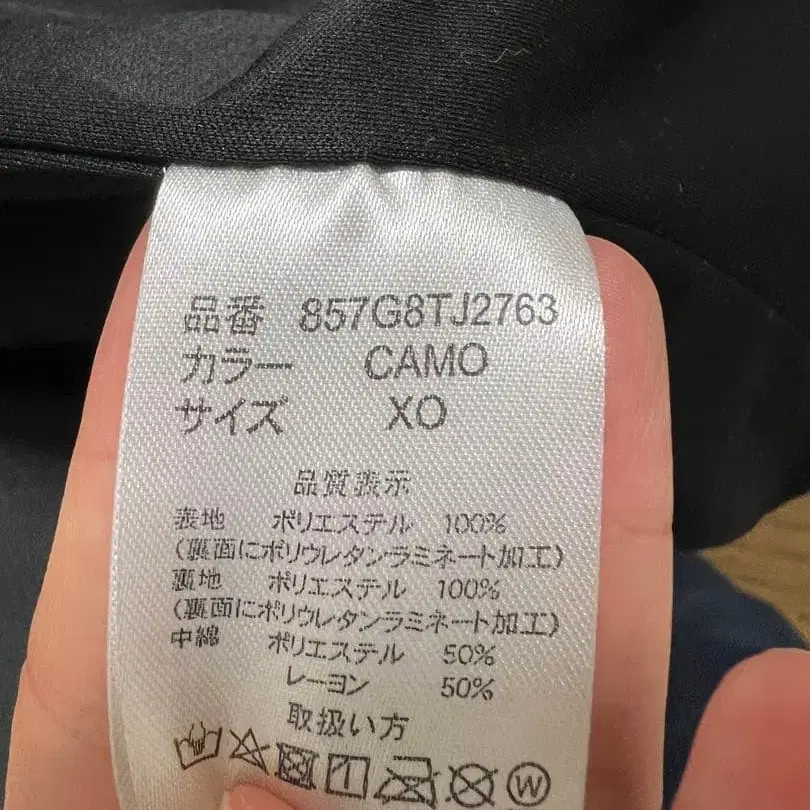 品番 857G8TJ2763
カラー CAMO
サイズ XO
品質表示
表地 ポリエステル 100%
(裏面にポリウレタンラミネート加工)
裏地 ポリエステル 100%
(裏面にポリウレタンラミネート加工)
中綿 ポリエステル 50%
レーヨン 50%
取扱い方
W